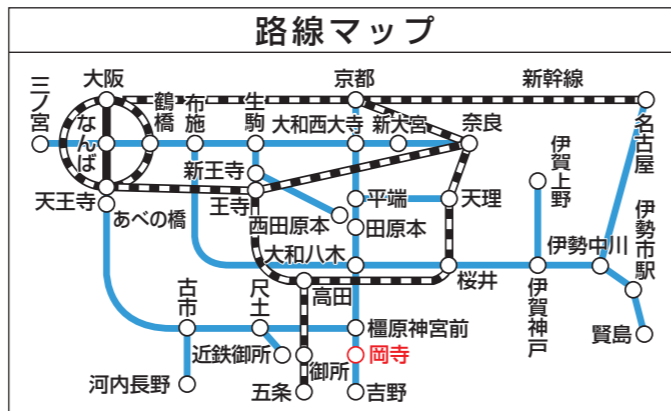 路線マップ
三ノ宮
大阪
なんば
鶴橋
布施
生駒
京都
新幹線
大和西大寺
新大宮
奈良
名古屋
新王寺
王寺
天王寺
あべの橋
西田原本
平端
田原本
天理
伊賀上野
大和八木
桜井
伊賀神戸
伊勢中川
伊勢市駅
賢島
高田
古市
尺土
橿原神宮前
近鉄御所
御所
岡寺
河内長野
五条
吉野